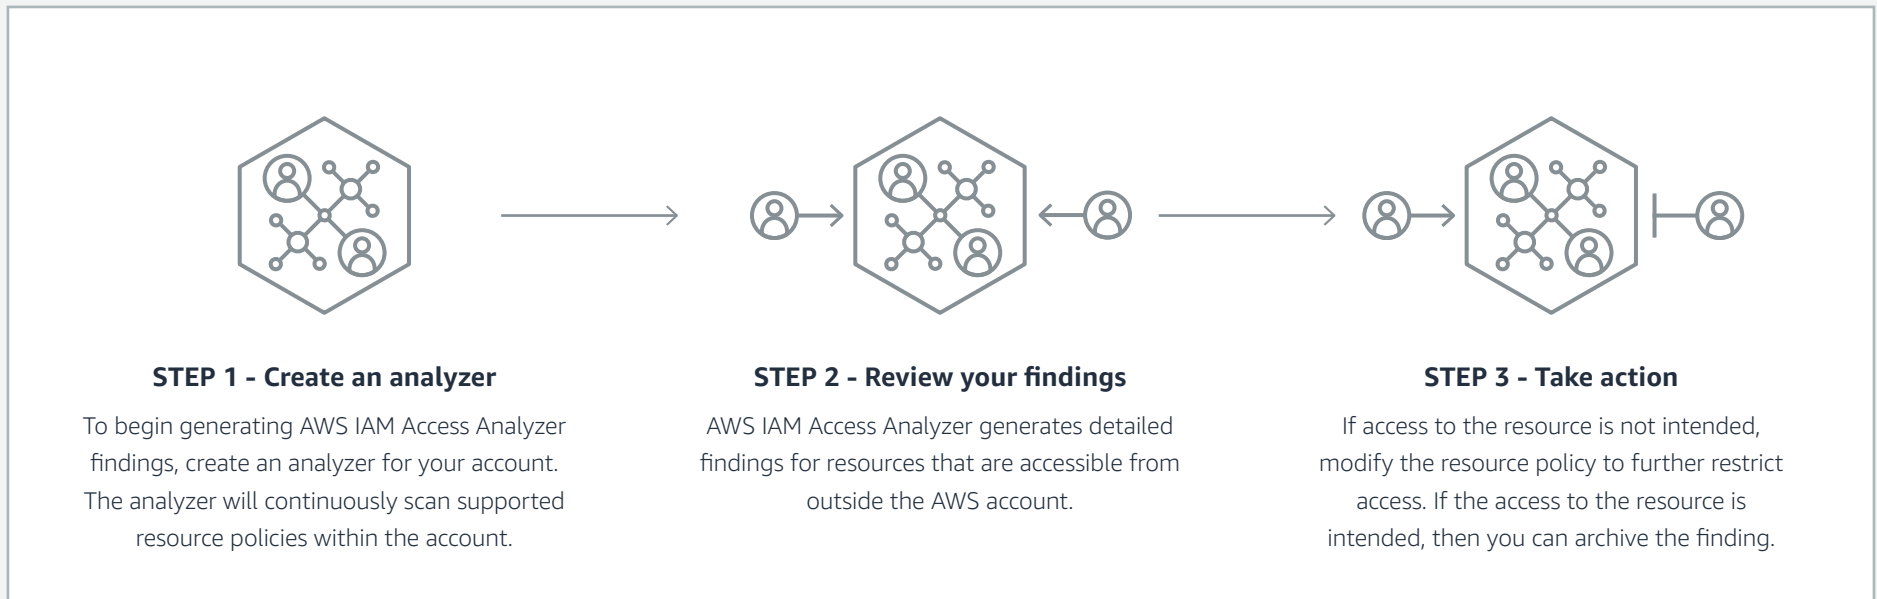 STEP 1 - Create an analyzer
To begin generating AWS IAM Access Analyzer
findings, create an analyzer for your account.
The analyzer will continuously scan supported
resource policies within the account.
STEP 2 - Review your findings
AWS IAM Access Analyzer generates detailed
findings for resources that are accessible from
outside the AWS account.
STEP 3 - Take action
If access to the resource is not intended,
modify the resource policy to further restrict
access. If the access to the resource is
intended, then you can archive the finding.